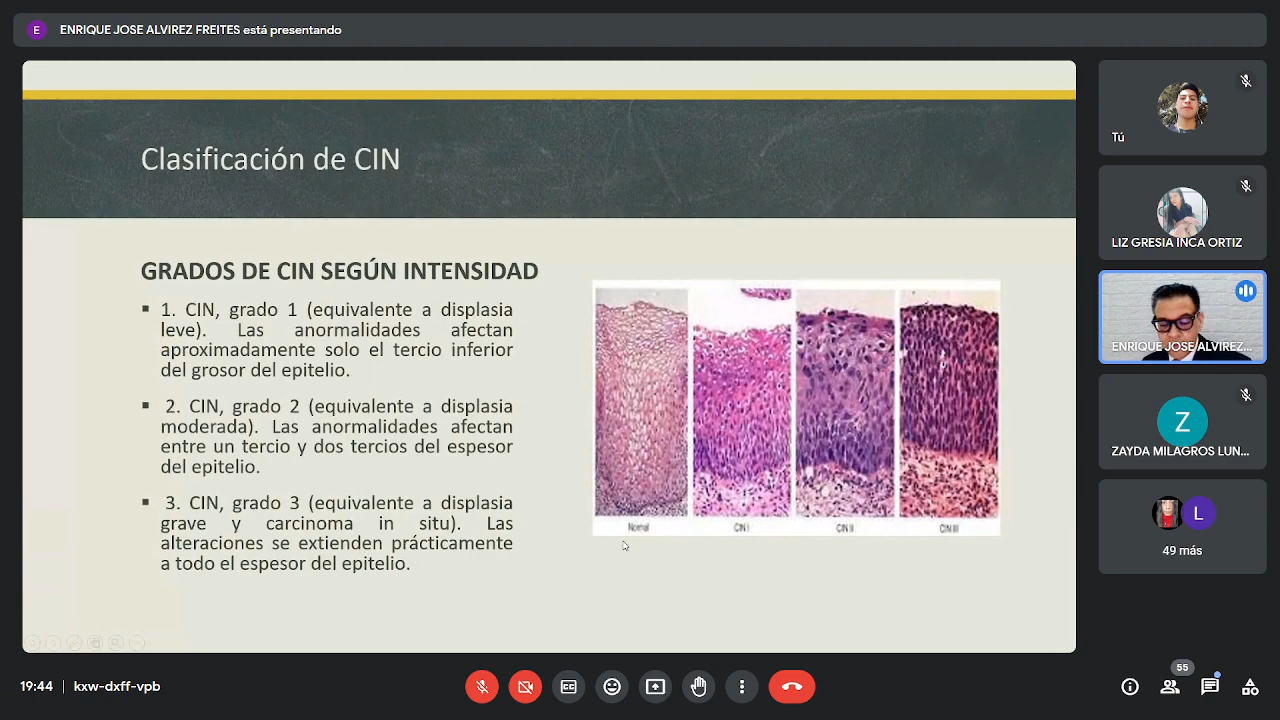 E
ENRIQUE JOSE ALVIREZ FREITES está presentando
Clasificación de CIN
GRADOS DE CIN SEGÚN INTENSIDAD
▪ 1. CIN, grado 1 (equivalente a displasia
leve). Las anormalidades afectan
aproximadamente solo el tercio inferior
del grosor del epitelio.
▪ 2. CIN, grado 2 (equivalente a displasia
moderada). Las anormalidades afectan
entre un tercio y dos tercios del espesor
del epitelio.
▪ 3. CIN, grado 3 (equivalente a displasia
grave y carcinoma in situ). Las
alteraciones se extienden prácticamente
a todo el espesor del epitelio.
Normal
CIN I
CIN II
CIN III
Tú
LIZ GRESIA INCA ORTIZ
ENRIQUE JOSE ALVIREZ...
Z
ZAYDA MILAGROS LUN...
L
49 más
19:44 | kxw-dxff-vpb
55